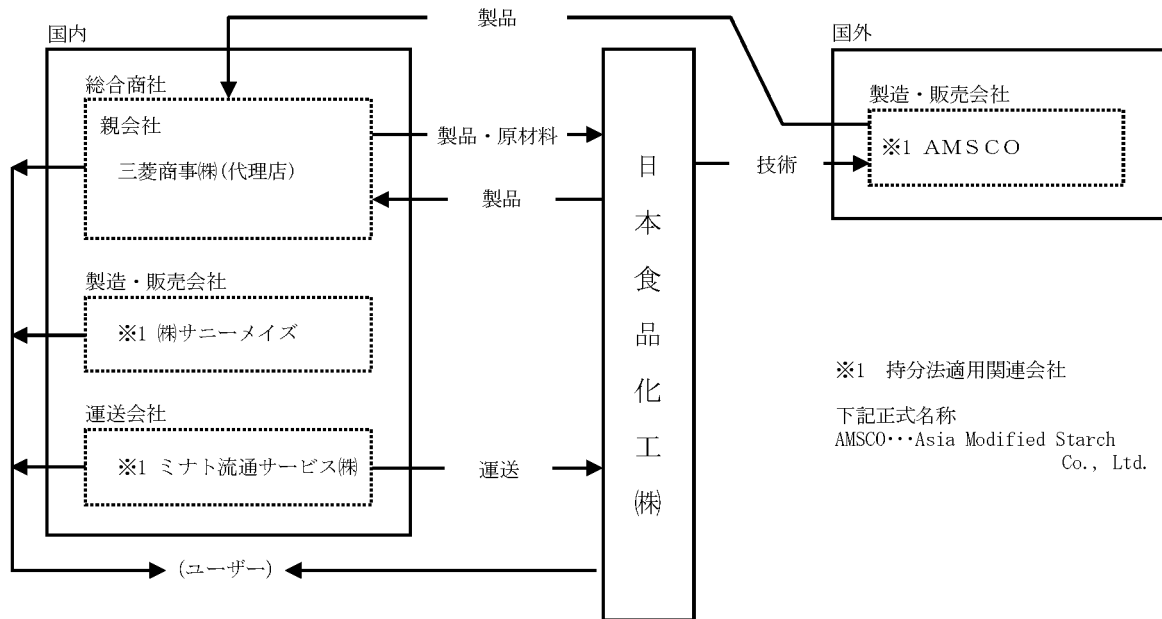 製品
国内
国外
総合商社
親会社
三菱商事㈱(代理店)
製造・販売会社
※1 ㈱サニーメイズ
運送会社
※1 ミナト流通サービス㈱
製品・原材料
製品
運送
(ユーザー)
日本食品化工㈱
技術
製造・販売会社
※1 AMSCO
※1 持分法適用関連会社
下記正式名称
AMSCO･･･Asia Modified Starch
Co., Ltd.